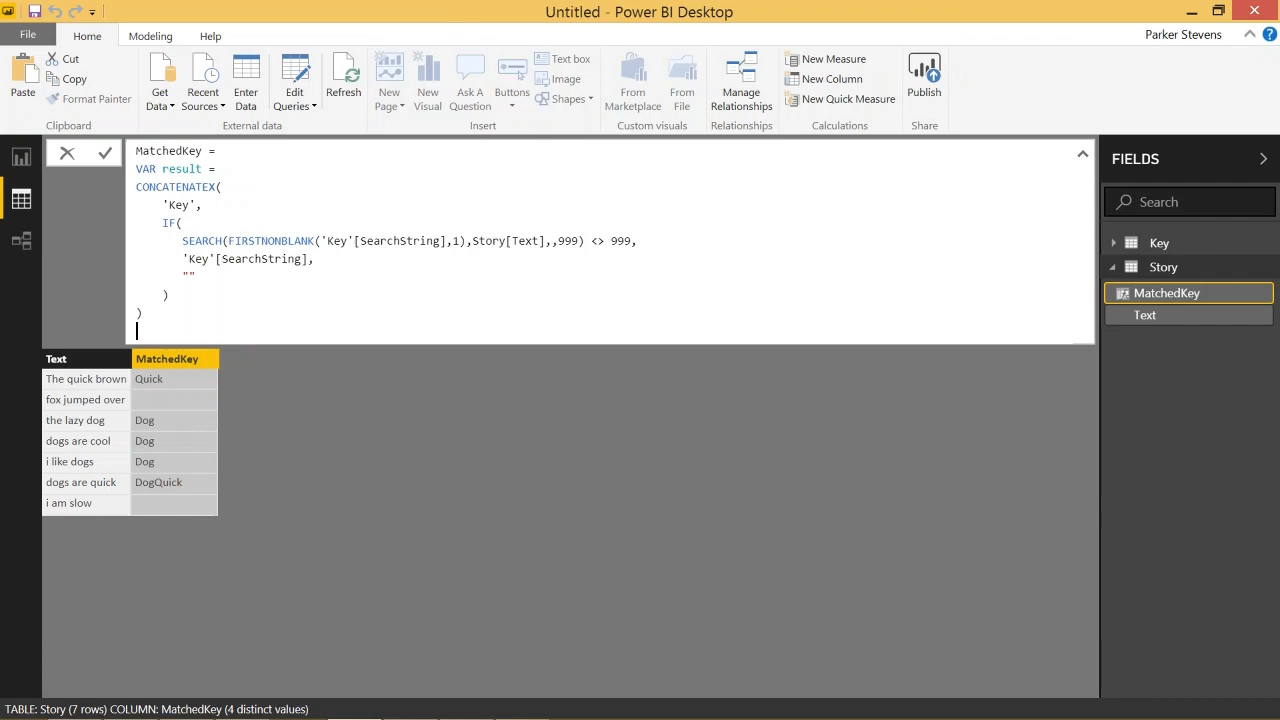 Untitled - Power BI Desktop
File
Home
Modeling
Help
Parker Stevens
Paste
Cut
Copy
Format Painter
Clipboard
Get Data
Recent Sources
Enter Data
External data
Edit Queries
Refresh
New Page
New Visual
Ask A Question
Buttons
Text box
Image
Shapes
Insert
From Marketplace
From File
Custom visuals
Manage Relationships
Relationships
New Measure
New Column
New Quick Measure
Calculations
Publish
Share
MatchedKey =
VAR result =
CONCATENATEX(
'Key',
IF(
SEARCH(FIRSTNONBLANK('Key'[SearchString],1),Story[Text],,999) <> 999,
'Key'[SearchString],
""
)
)
FIELDS
Search
Key
Story
MatchedKey
Text
Text MatchedKey
The quick brown Quick
fox jumped over
the lazy dog Dog
dogs are cool Dog
i like dogs Dog
dogs are quick DogQuick
i am slow
TABLE: Story (7 rows) COLUMN: MatchedKey (4 distinct values)